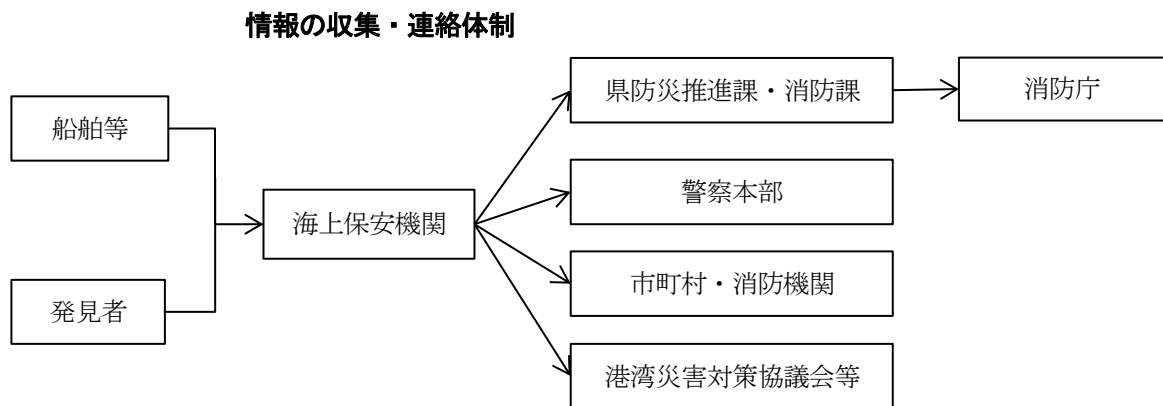 情報の収集・連絡体制
船舶等
発見者
海上保安機関
県防災推進課・消防課
消防庁
警察本部
市町村・消防機関
港湾災害対策協議会等